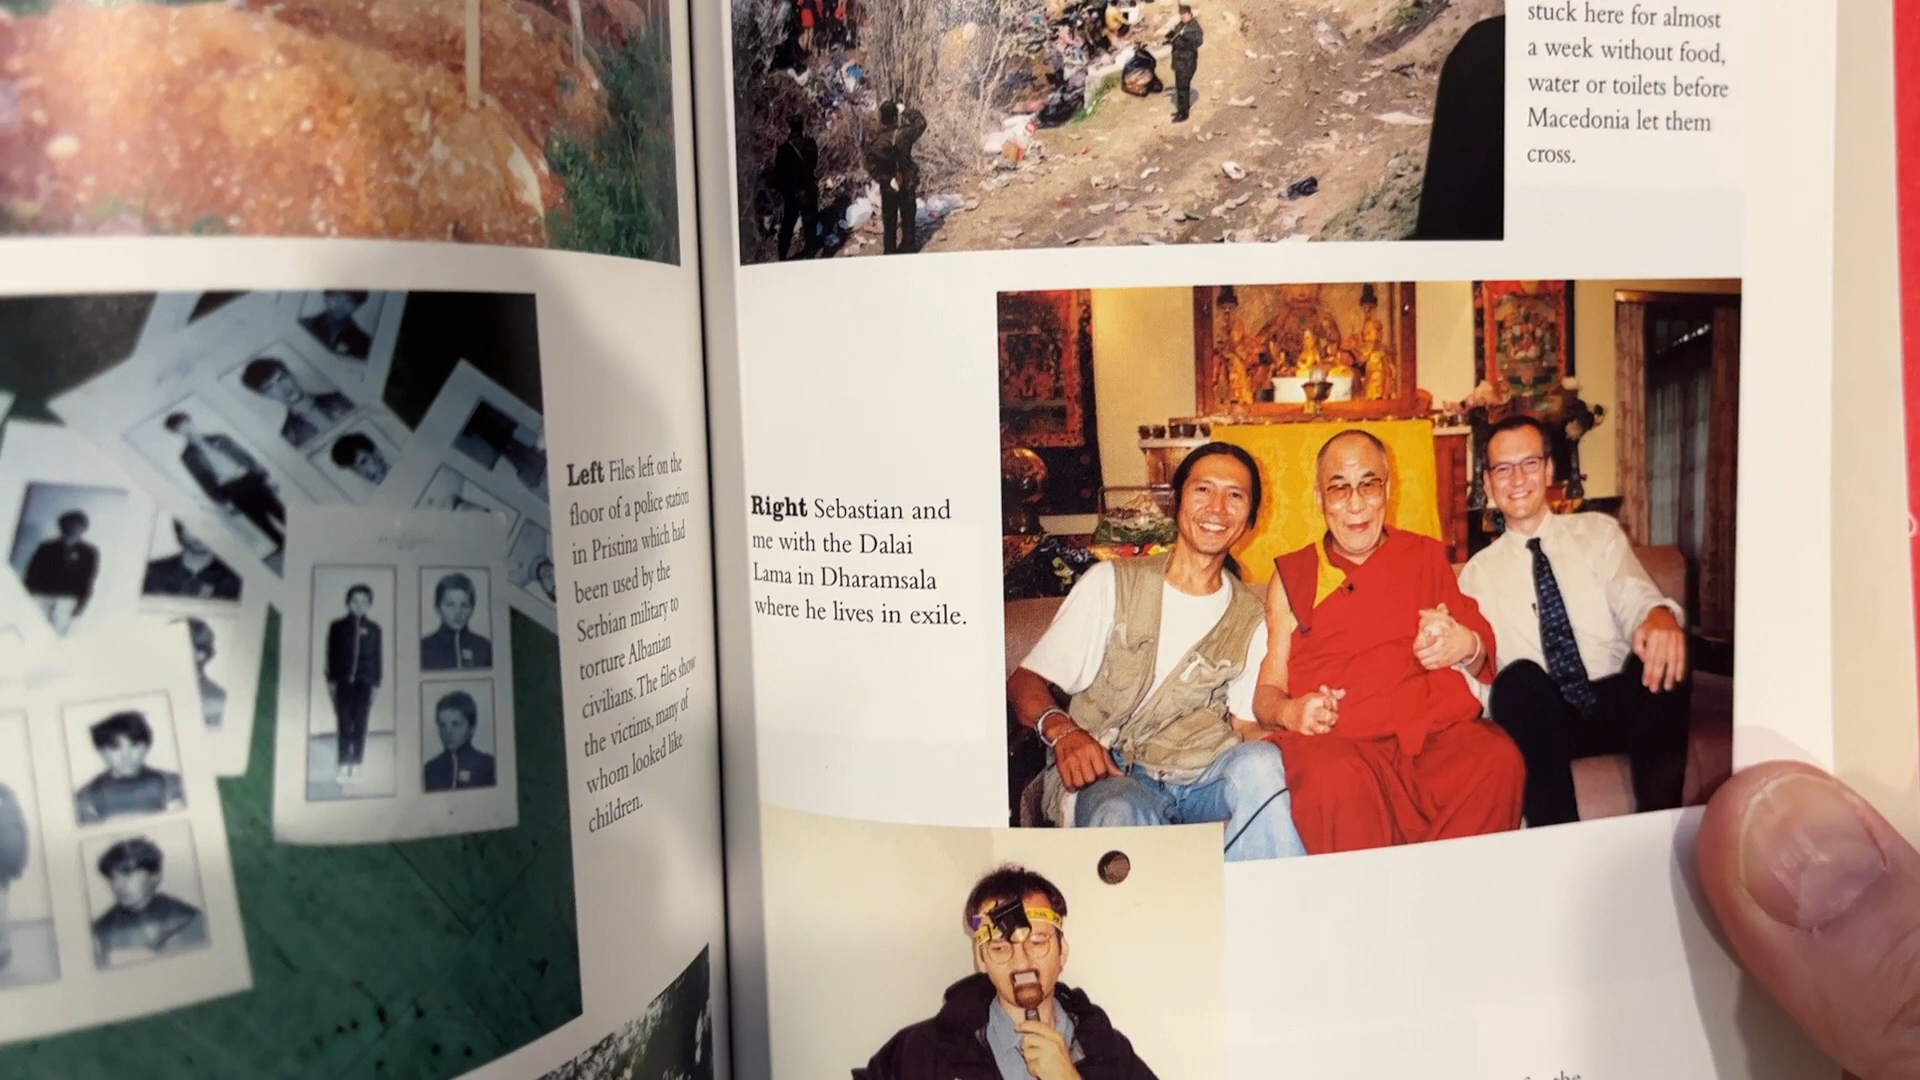 stuck here for almost
a week without food,
water or toilets before
Macedonia let them
cross.
Left Files left on the
floor of a police station
in Pristina which had
been used by the
Serbian military to
torture Albanian
civilians. The files show
the victims, many of
whom looked like
children.
Right Sebastian and
me with the Dalai
Lama in Dharamsala
where he lives in exile.